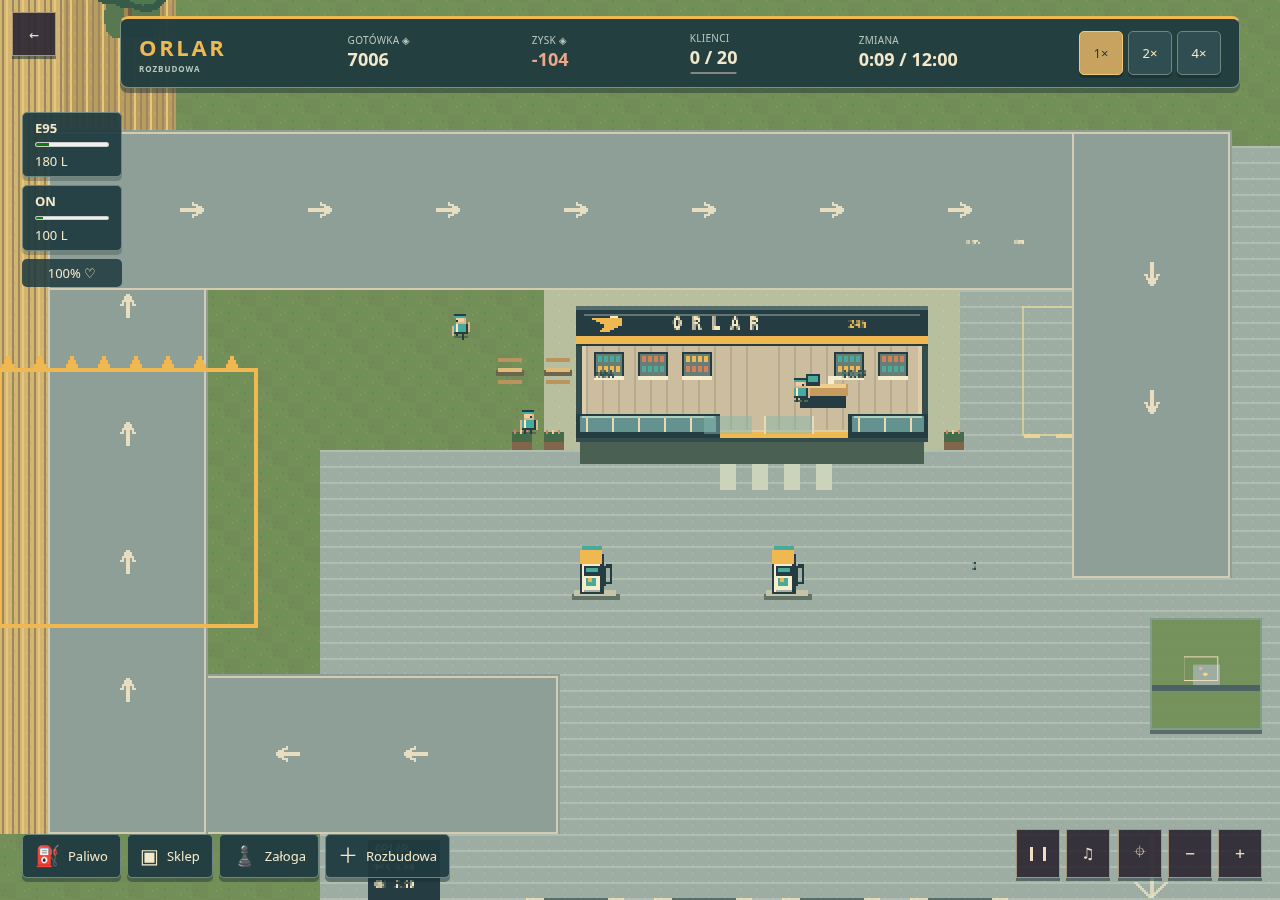 ←
ORLAR
ROZBUDOWA
GOTÓWKA ◈
7006
ZYSK ◈
-104
KLIENCI
0 / 20
ZMIANA
0:09 / 12:00
1×
2×
4×
E95
180 L
ON
100 L
100% ♡
ORLAR
24h
Paliwo
Sklep
Załoga
+ Rozbudowa
♫
−
+